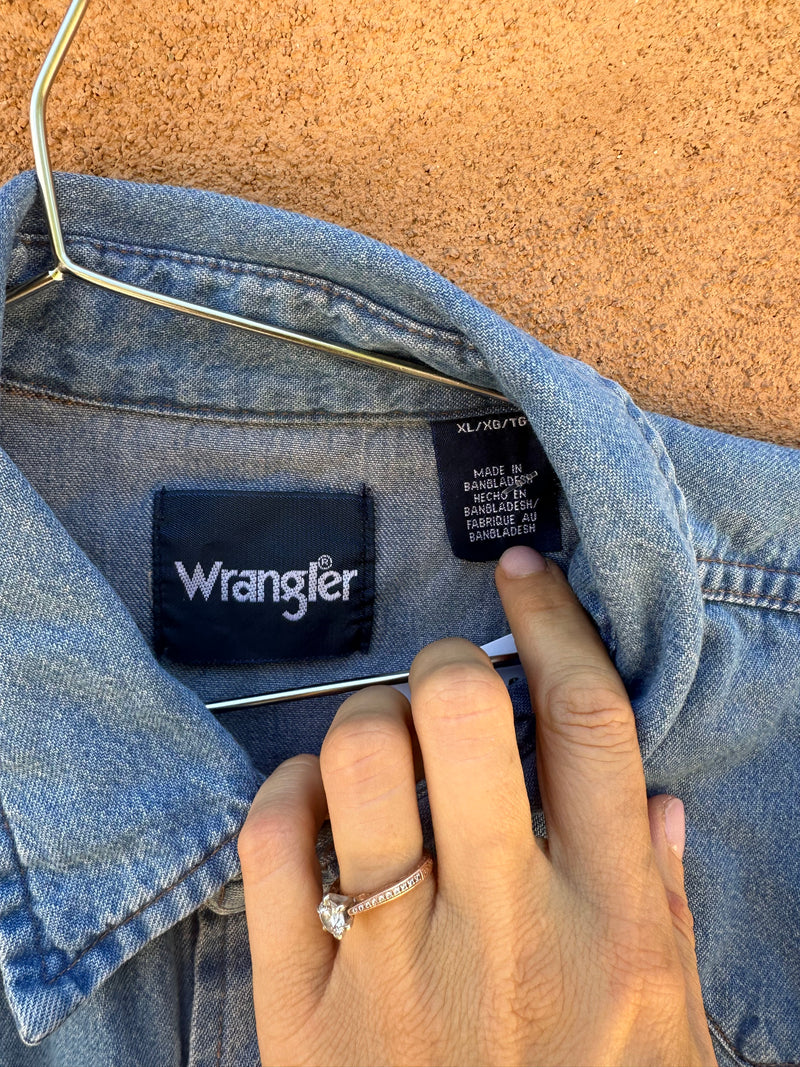 XL/XG/TG
MADE IN
BANGLADESH
HECHO EN
BANGLADESH/
FABRIQUE AU
BANGLADESH
Wrangler®